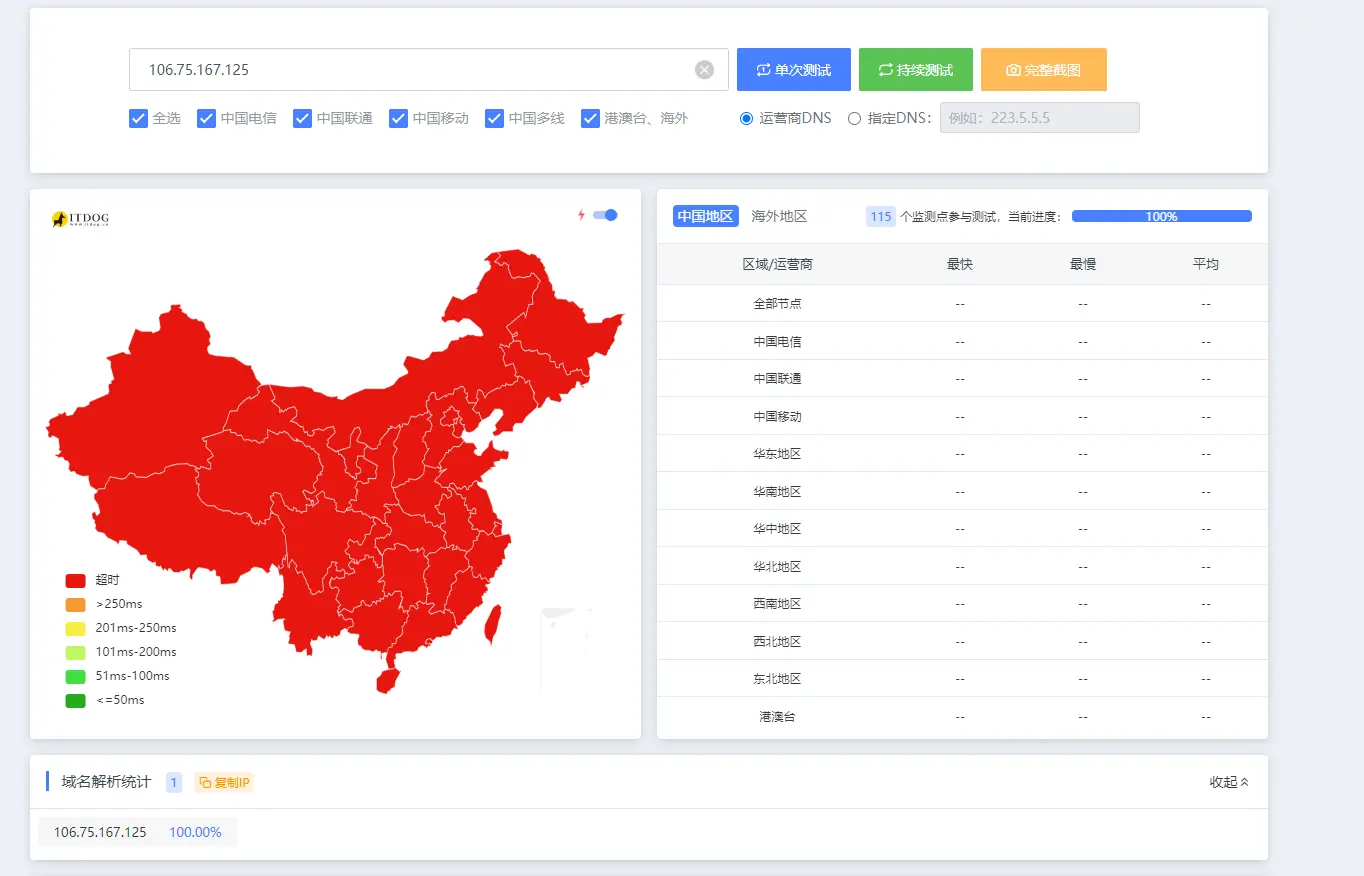 106.75.167.125 单次测试 持续测试 完整截图
全选 中国电信 中国联通 中国移动 中国多线 港澳台、海外 运营商DNS 指定DNS： 例如：223.5.5.5
ITDOG
www.itdog.cn
超时
>250ms
201ms-250ms
101ms-200ms
51ms-100ms
<=50ms
中国地区 海外地区 115 个监测点参与测试，当前进度： 100%
区域/运营商 最快 最慢 平均
全部节点 -- -- --
中国电信 -- -- --
中国联通 -- -- --
中国移动 -- -- --
华东地区 -- -- --
华南地区 -- -- --
华中地区 -- -- --
华北地区 -- -- --
西南地区 -- -- --
西北地区 -- -- --
东北地区 -- -- --
港澳台 -- -- --
域名解析统计 1 复制IP 收起
106.75.167.125 100.00%